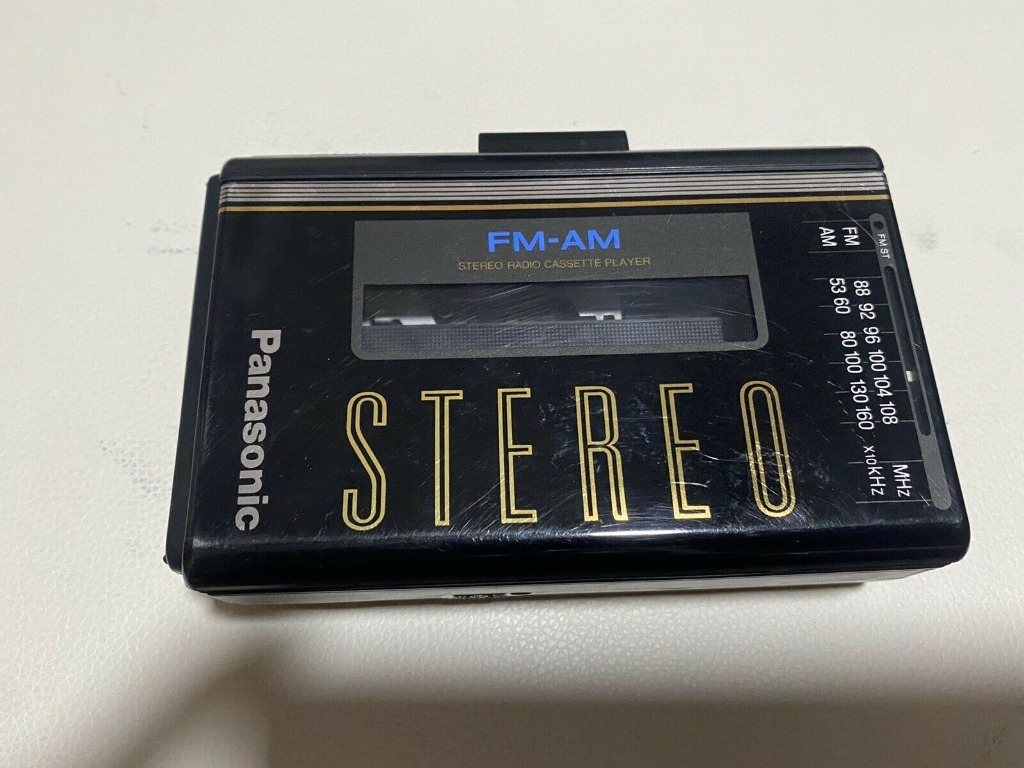 FM-AM
STEREO RADIO CASSETTE PLAYER
Panasonic
STEREO
FM ST
FM 88 92 96 100 104 108 MHz
AM 53 60 80 100 130 160 x10kHz